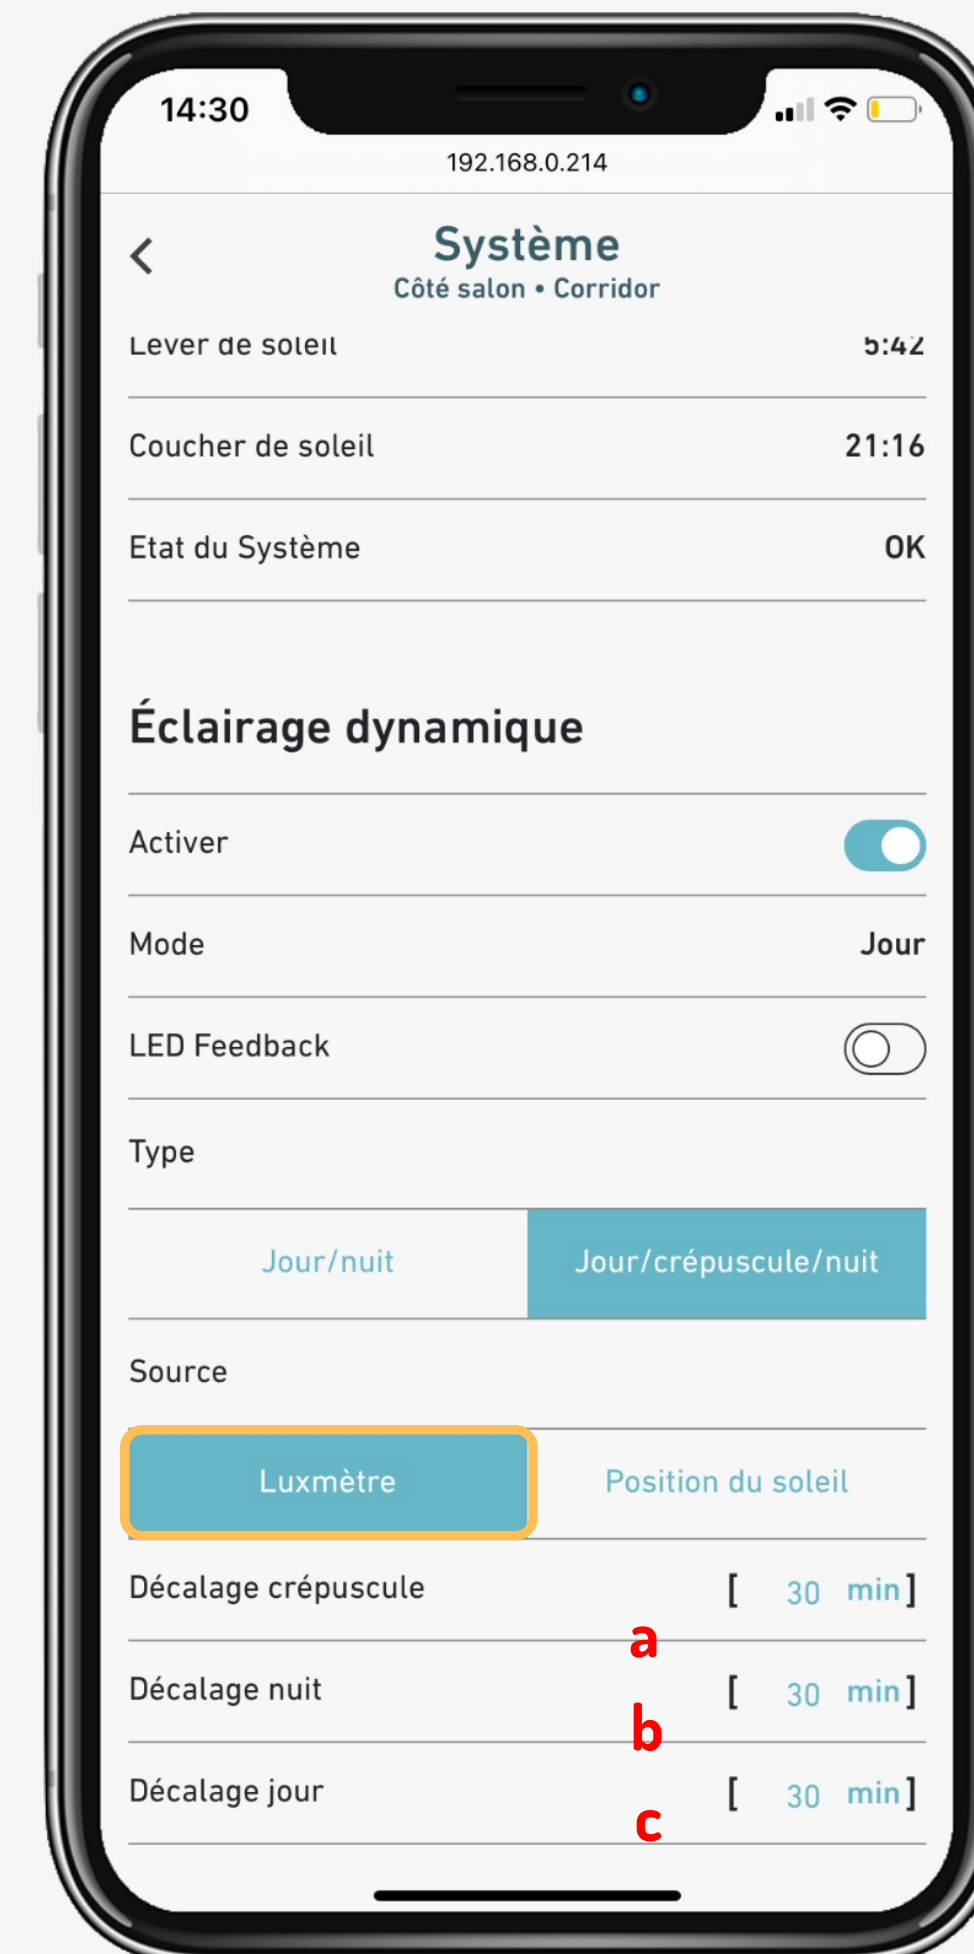 14:30
192.168.0.214
Système
Côté salon • Corridor
Lever de soleil 5:42
Coucher de soleil 21:16
Etat du Système OK
Éclairage dynamique
Activer
Mode Jour
LED Feedback
Type
Jour/nuit Jour/crépuscule/nuit
Source
Luxmètre Position du soleil
Décalage crépuscule [ 30 min]
a
Décalage nuit [ 30 min]
b
Décalage jour [ 30 min]
c